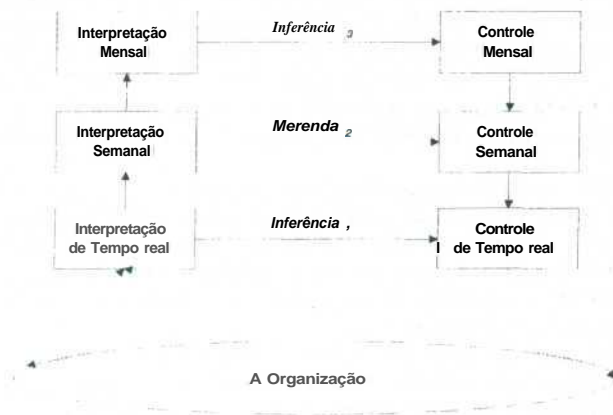 Interpretação
Mensal
Inferência 3
Controle
Mensal
Interpretação
Semanal
Merenda 2
Controle
Semanal
Interpretação
de Tempo real
Inferência ,
Controle
I de Tempo real
A Organização